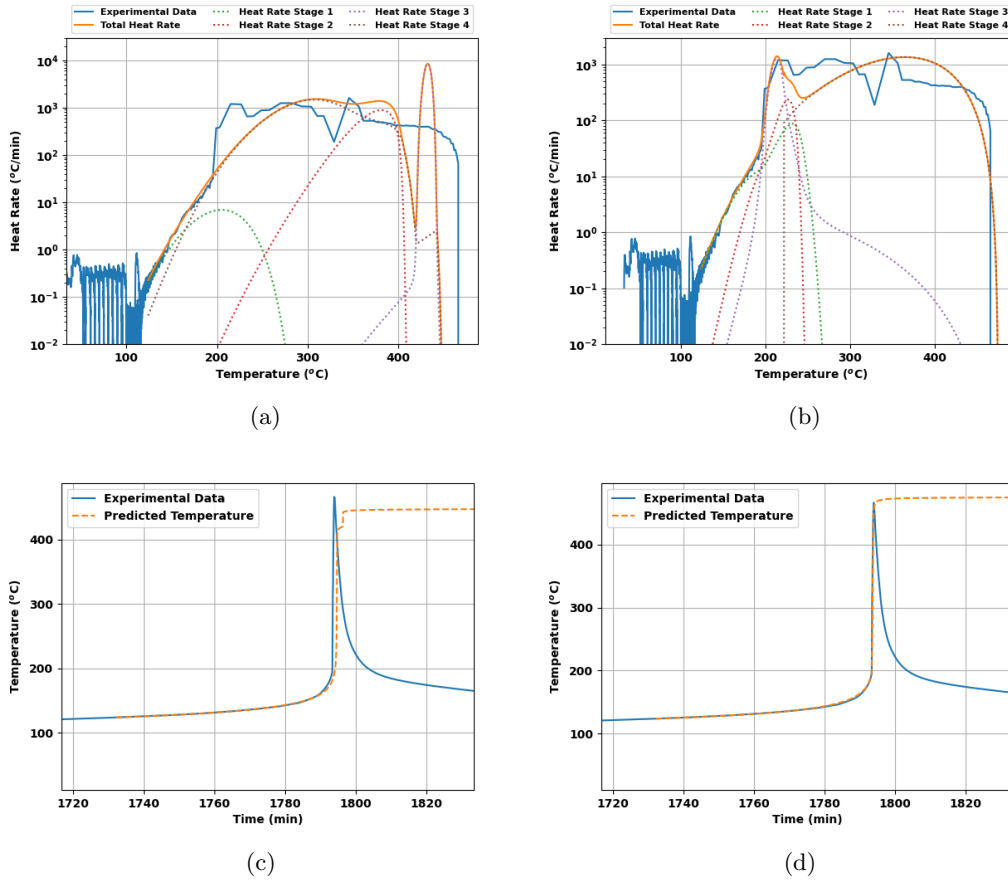 Experimental Data
Total Heat Rate
Heat Rate Stage 1
Heat Rate Stage 2
Heat Rate Stage 3
Heat Rate Stage 4
Heat Rate (°C/min)
10⁴
10³
10²
10¹
10⁰
10⁻¹
10⁻²
100 200 300 400
Temperature (°C)
(a)
Experimental Data
Total Heat Rate
Heat Rate Stage 1
Heat Rate Stage 2
Heat Rate Stage 3
Heat Rate Stage 4
Heat Rate (°C/min)
10³
10²
10¹
10⁰
10⁻¹
10⁻²
100 200 300 400
Temperature (°C)
(b)
Experimental Data
Predicted Temperature
Temperature (°C)
400
300
200
100
1720 1740 1760 1780 1800 1820
Time (min)
(c)
Experimental Data
Predicted Temperature
Temperature (°C)
400
300
200
100
1720 1740 1760 1780 1800 1820
Time (min)
(d)